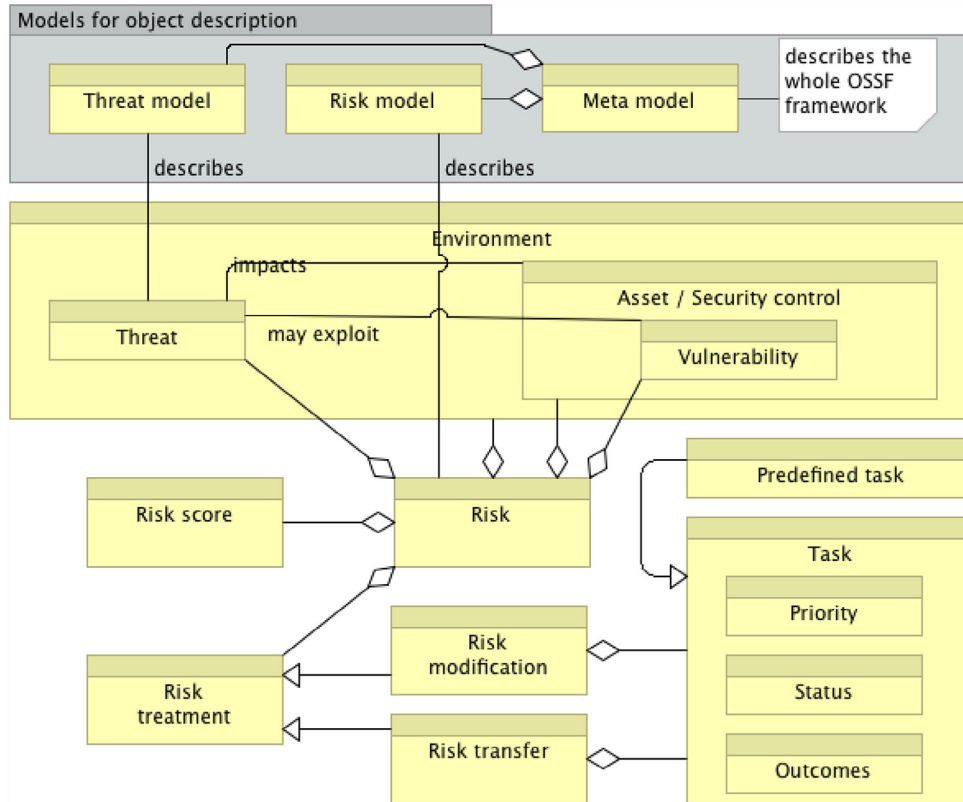 Models for object description
Threat model
Risk model
Meta model
describes the
whole OSSF
framework
describes
describes
Environment
impacts
Asset / Security control
Threat
may exploit
Vulnerability
Predefined task
Risk score
Risk
Task
Priority
Risk
modification
Status
Risk
treatment
Risk transfer
Outcomes